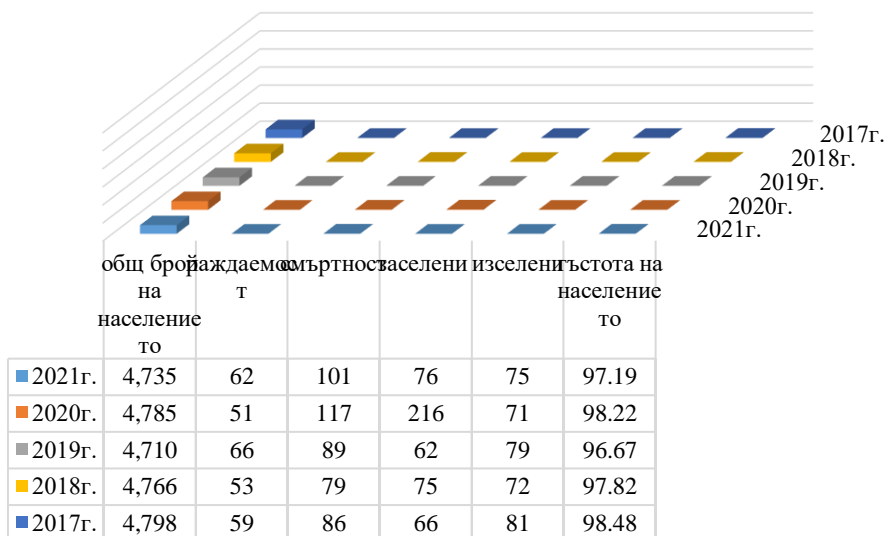 2017г.
2018г.
2019г.
2020г.
2021г.
общ брой раждаемос смъртност заселени изселени гъстота на
на т население
население то
то
2021г. 4,735 62 101 76 75 97.19
2020г. 4,785 51 117 216 71 98.22
2019г. 4,710 66 89 62 79 96.67
2018г. 4,766 53 79 75 72 97.82
2017г. 4,798 59 86 66 81 98.48